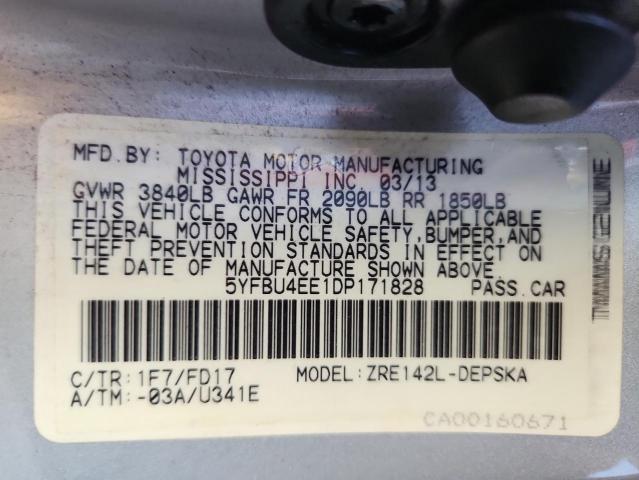 MFD.BY: TOYOTA MOTOR MANUFACTURING
MISSISSIPPI INC. 03/13
GVWR 3840LB GAWR FR 2090LB RR 1850LB
THIS VEHICLE CONFORMS TO ALL APPLICABLE
FEDERAL MOTOR VEHICLE SAFETY,BUMPER,AND
THEFT PREVENTION STANDARDS IN EFFECT ON
THE DATE OF MANUFACTURE SHOWN ABOVE.
5YFBU4EE1DP171828 PASS.CAR
C/TR:1F7/FD17 MODEL:ZRE142L-DEPSKA
A/TM:-03A/U341E
CA00160671